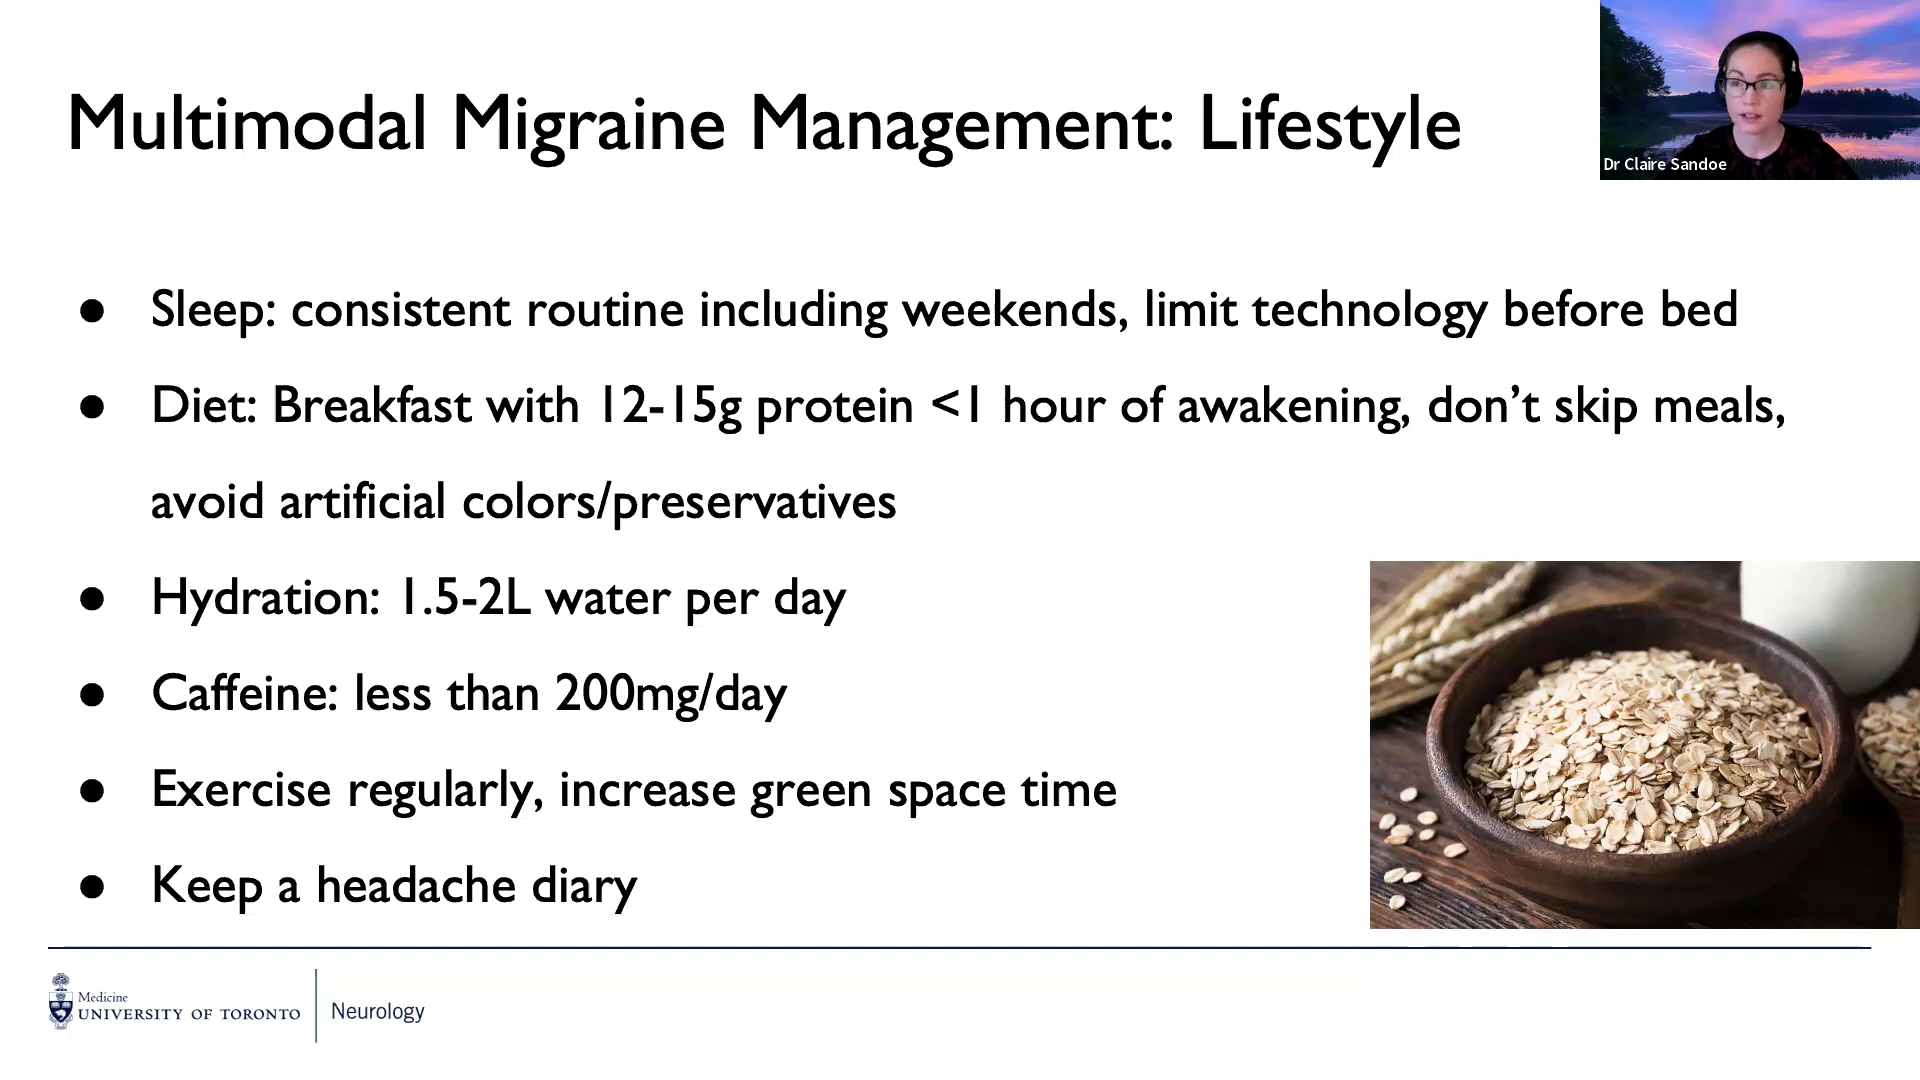 Multimodal Migraine Management: Lifestyle
Dr Claire Sandoe
● Sleep: consistent routine including weekends, limit technology before bed
● Diet: Breakfast with 12-15g protein <1 hour of awakening, don’t skip meals,
avoid artificial colors/preservatives
● Hydration: 1.5-2L water per day
● Caffeine: less than 200mg/day
● Exercise regularly, increase green space time
● Keep a headache diary
Medicine
UNIVERSITY OF TORONTO
Neurology